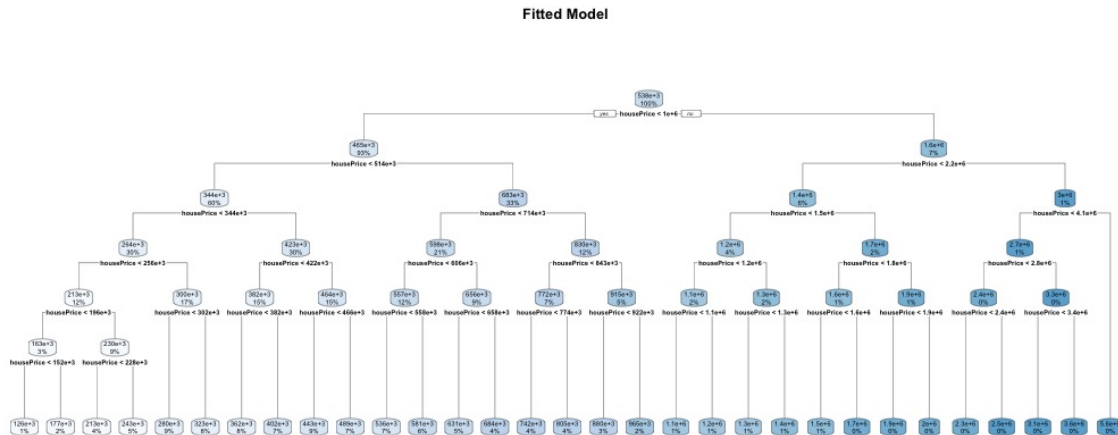 Fitted Model
538e+3
100%
yes housePrice < 1e+6 no
465e+3 1.6e+6
93% 7%
housePrice < 514e+3 housePrice < 2.2e+6
344e+3 683e+3 1.4e+6 3e+6
60% 33% 6% 1%
housePrice < 344e+3 housePrice < 714e+3 housePrice < 1.5e+6 housePrice < 4.1e+6
264e+3 423e+3 598e+3 830e+3 1.2e+6 1.7e+6 2.7e+6
30% 30% 21% 12% 4% 2% 1%
housePrice < 256e+3 housePrice < 422e+3 housePrice < 606e+3 housePrice < 843e+3 housePrice < 1.2e+6 housePrice < 1.8e+6 housePrice < 2.8e+6
213e+3 300e+3 382e+3 464e+3 557e+3 656e+3 772e+3 915e+3 1.1e+6 1.3e+6 1.6e+6 1.9e+6 2.4e+6 3.3e+6
12% 17% 15% 15% 12% 9% 7% 5% 2% 2% 1% 1% 0% 0%
housePrice < 196e+3 housePrice < 302e+3 housePrice < 382e+3 housePrice < 466e+3 housePrice < 558e+3 housePrice < 658e+3 housePrice < 774e+3 housePrice < 922e+3 housePrice < 1.1e+6 housePrice < 1.3e+6 housePrice < 1.6e+6 housePrice < 1.9e+6 housePrice < 2.4e+6 housePrice < 3.4e+6
163e+3 230e+3
3% 9%
housePrice < 152e+3 housePrice < 228e+3
126e+3 177e+3 213e+3 243e+3 280e+3 323e+3 362e+3 402e+3 443e+3 489e+3 536e+3 581e+3 631e+3 684e+3 742e+3 805e+3 880e+3 965e+3 1.1e+6 1.2e+6 1.3e+6 1.4e+6 1.5e+6 1.7e+6 1.9e+6 2e+6 2.3e+6 2.5e+6 3.1e+6 3.6e+6 5.6e+6
1% 2% 4% 5% 9% 8% 8% 7% 9% 7% 7% 6% 5% 4% 4% 4% 3% 2% 1% 1% 1% 1% 1% 0% 0% 0% 0% 0% 0% 0% 0%